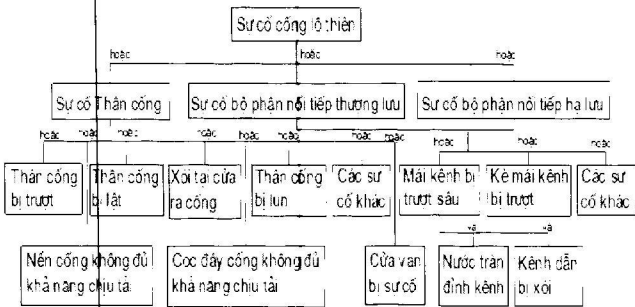 Sự cố cống lộ thiên
hoặc hoặc hoặc
Sự cố Thân cống Sự cố bộ phận nối tiếp thượng lưu Sự cố bộ phận nối tiếp hạ lưu
hoặc hoặc hoặc hoặc hoặc hoặc hoặc hoặc hoặc hoặc
Thân cống
bị trượt
Thân cống
bị lật
Xói tại cửa
ra cống
Thân cống
bị lun
Các sự
cố khác
Mái kênh bị
trượt sâu
Kè mái kênh
bị trượt
Các sự
cố khác
và và
Nền cống không đủ
khả năng chịu tải
Cọc đáy cống không đủ
khả năng chịu tải
Cửa van
bị sự cố
Nước tràn
đỉnh kênh
Kênh dẫn
bị xói